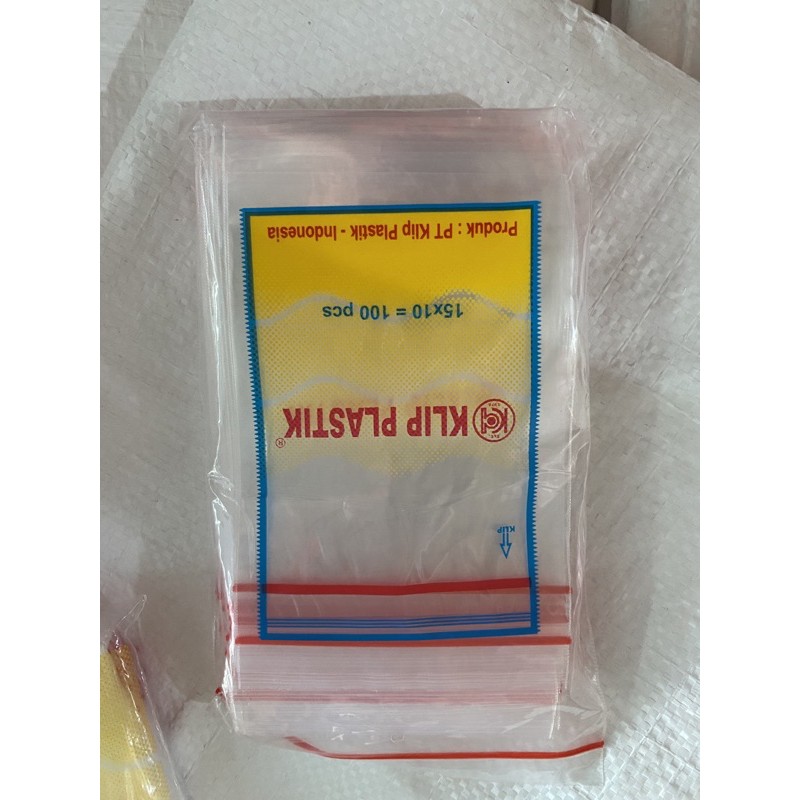 KLIP
KLIP PLASTIK
15x10 = 100 pcs
Produk : PT Klip Plastik - Indonesia